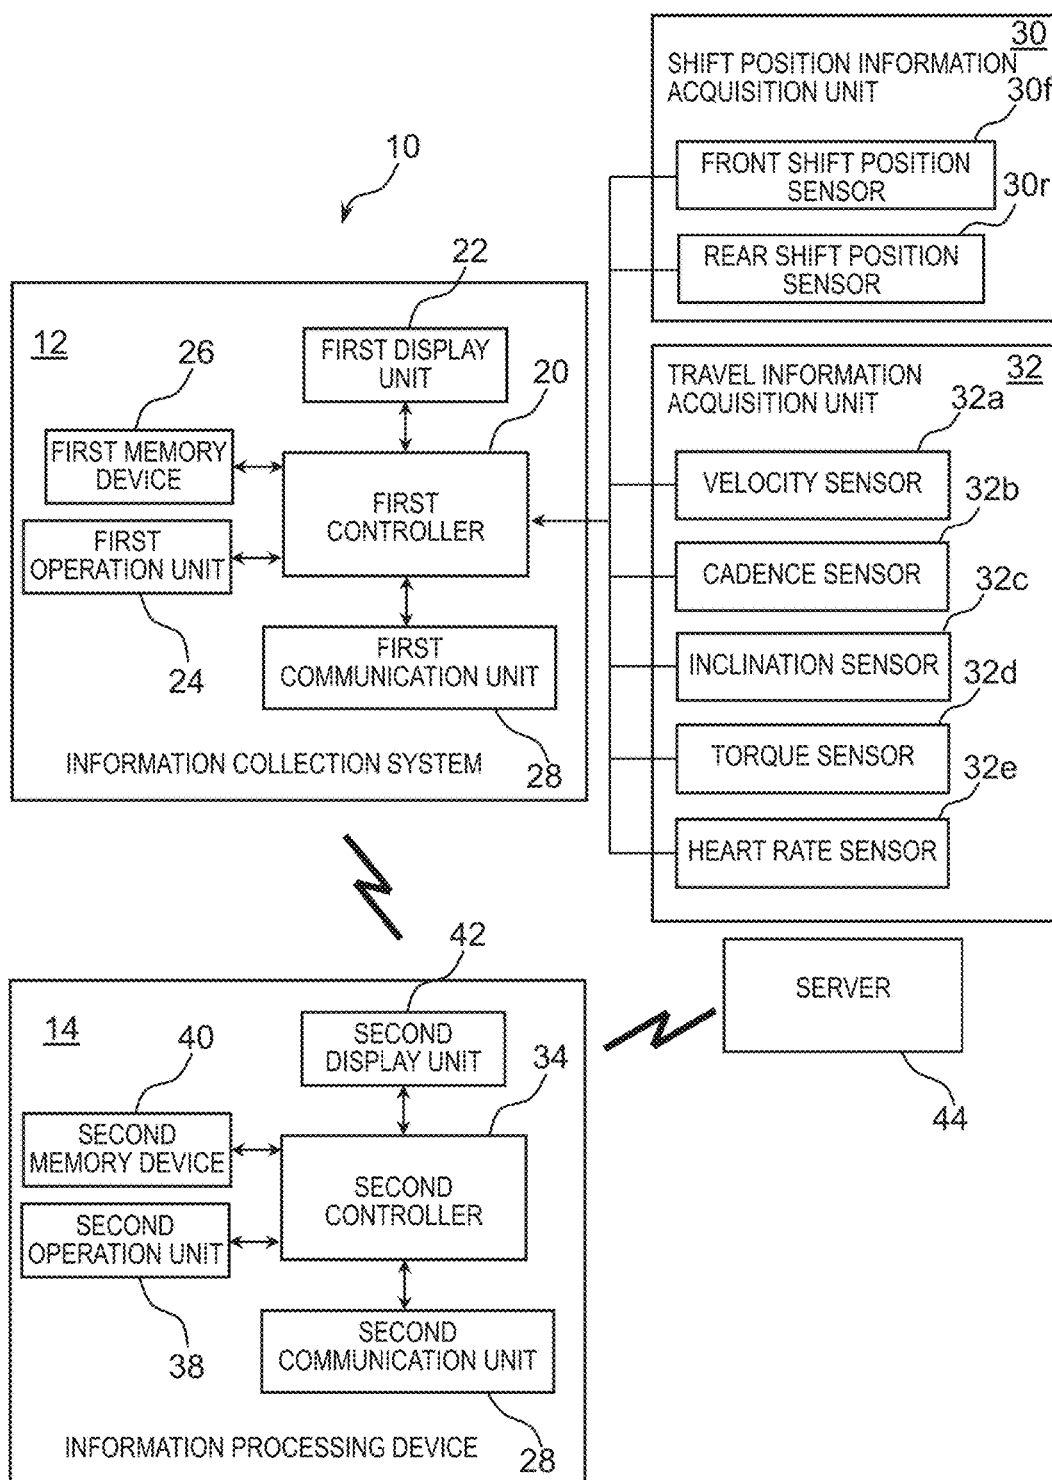 10
30
SHIFT POSITION INFORMATION
ACQUISITION UNIT
30f
FRONT SHIFT POSITION
SENSOR
30r
REAR SHIFT POSITION
SENSOR
12
22
FIRST DISPLAY
UNIT
26
FIRST MEMORY
DEVICE
20
FIRST
CONTROLLER
FIRST
OPERATION UNIT
24
FIRST
COMMUNICATION UNIT
28
INFORMATION COLLECTION SYSTEM
32
TRAVEL INFORMATION
ACQUISITION UNIT
32a
VELOCITY SENSOR
32b
CADENCE SENSOR
32c
INCLINATION SENSOR
32d
TORQUE SENSOR
32e
HEART RATE SENSOR
SERVER
44
14
42
SECOND
DISPLAY UNIT
40
SECOND
MEMORY DEVICE
34
SECOND
CONTROLLER
SECOND
OPERATION UNIT
38
SECOND
COMMUNICATION UNIT
28
INFORMATION PROCESSING DEVICE